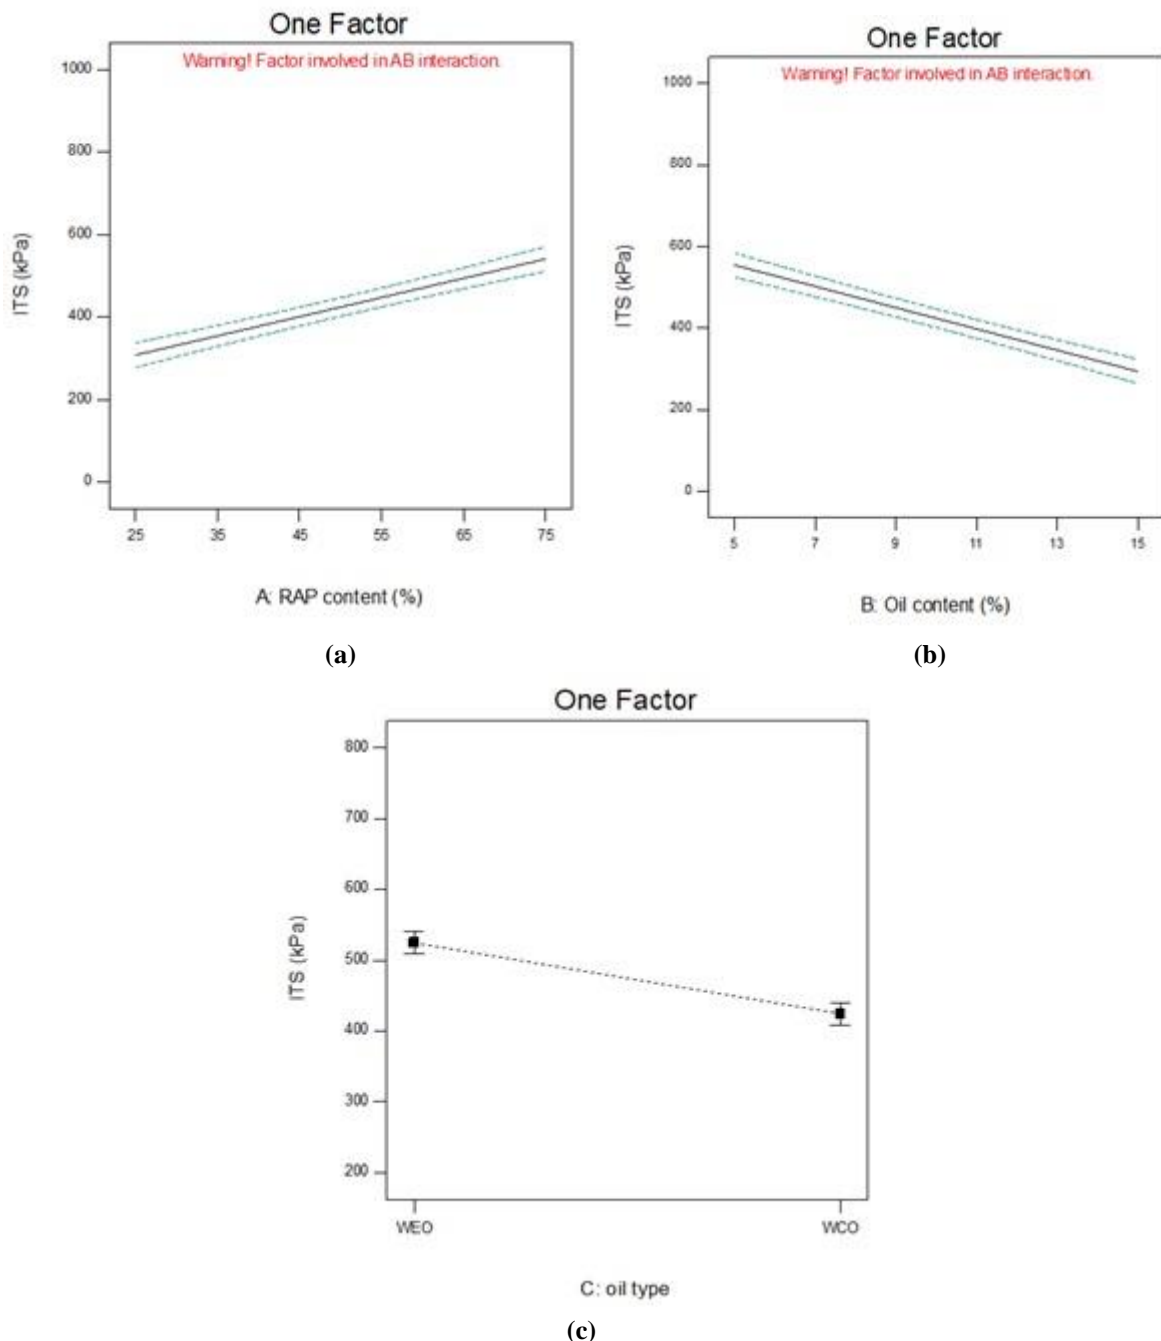 One Factor
Warning! Factor involved in AB interaction.
1000
800
600
400
200
0
ITS (kPa)
25 35 45 55 65 75
A: RAP content (%)
(a)
One Factor
Warning! Factor involved in AB interaction.
1000
800
600
400
200
0
ITS (kPa)
5 7 9 11 13 15
B: Oil content (%)
(b)
One Factor
800
700
600
500
400
300
200
ITS (kPa)
WEO WCO
C: oil type
(c)